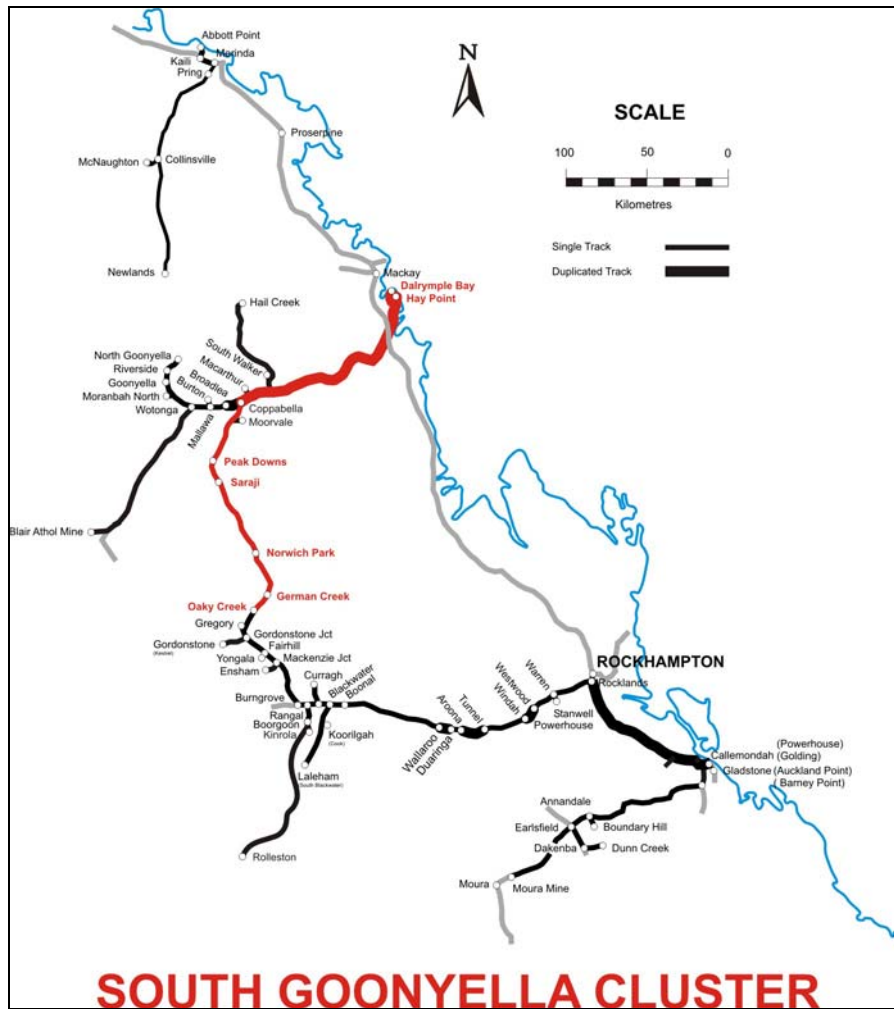 Abbott Point
Kaili
Merinda
Pring
N
SCALE
100 50 0
Kilometres
Proserpine
McNaughton
Collinsville
Single Track
Duplicated Track
Newlands
Mackay
Dalrymple Bay
Hay Point
Hail Creek
South Walker
Macarthur
North Goonyella
Riverside
Goonyella
Moranbah North
Wotonga
Broadlea
Burton
Mallawa
Coppabella
Moorvale
Peak Downs
Saraji
Blair Athol Mine
Norwich Park
German Creek
Oaky Creek
Gregory
Gordonstone Jct
Gordonstone
(Kestrel)
Fairhill
Yongala
Mackenzie Jct
Ensham
Curragh
Blackwater
Boonal
Burngrove
Rangal
Boorgoon
Kinrola
Koorilgah
(Cook)
Laleham
(South Blackwater)
Rolleston
Wallaroo
Duaringa
Aroona
Tunnel
Windah
Westwood
Warren
Stanwell
Powerhouse
ROCKHAMPTON
Rocklands
Callemondah (Powerhouse)
(Golding)
Gladstone (Auckland Point)
( Barney Point)
Annandale
Earlsfield
Boundary Hill
Dakenba
Dunn Creek
Moura
Moura Mine
SOUTH GOONYELLA CLUSTER